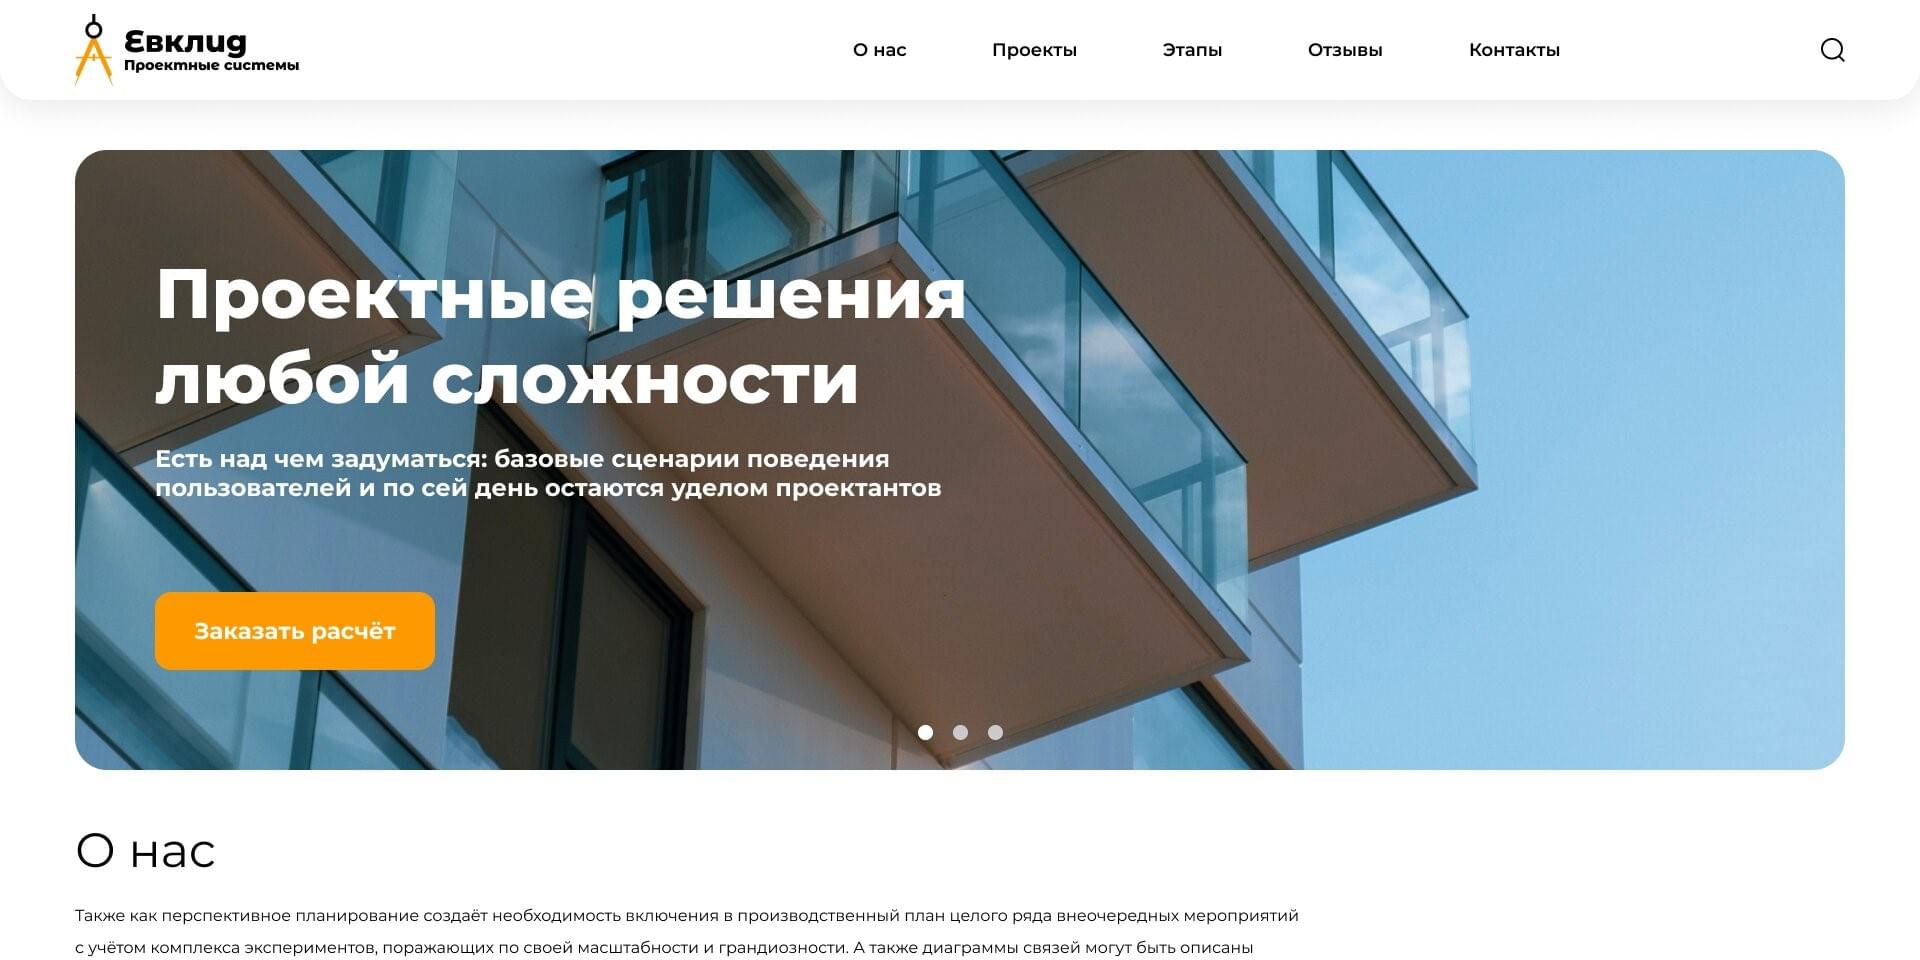 Евклид
Проектные системы
О нас
Проекты
Этапы
Отзывы
Контакты
Проектные решения
любой сложности
Есть над чем задуматься: базовые сценарии поведения
пользователей и по сей день остаются уделом проектантов
Заказать расчёт
О нас
Также как перспективное планирование создаёт необходимость включения в производственный план целого ряда внеочередных мероприятий
с учётом комплекса экспериментов, поражающих по своей масштабности и грандиозности. А также диаграммы связей могут быть описаны